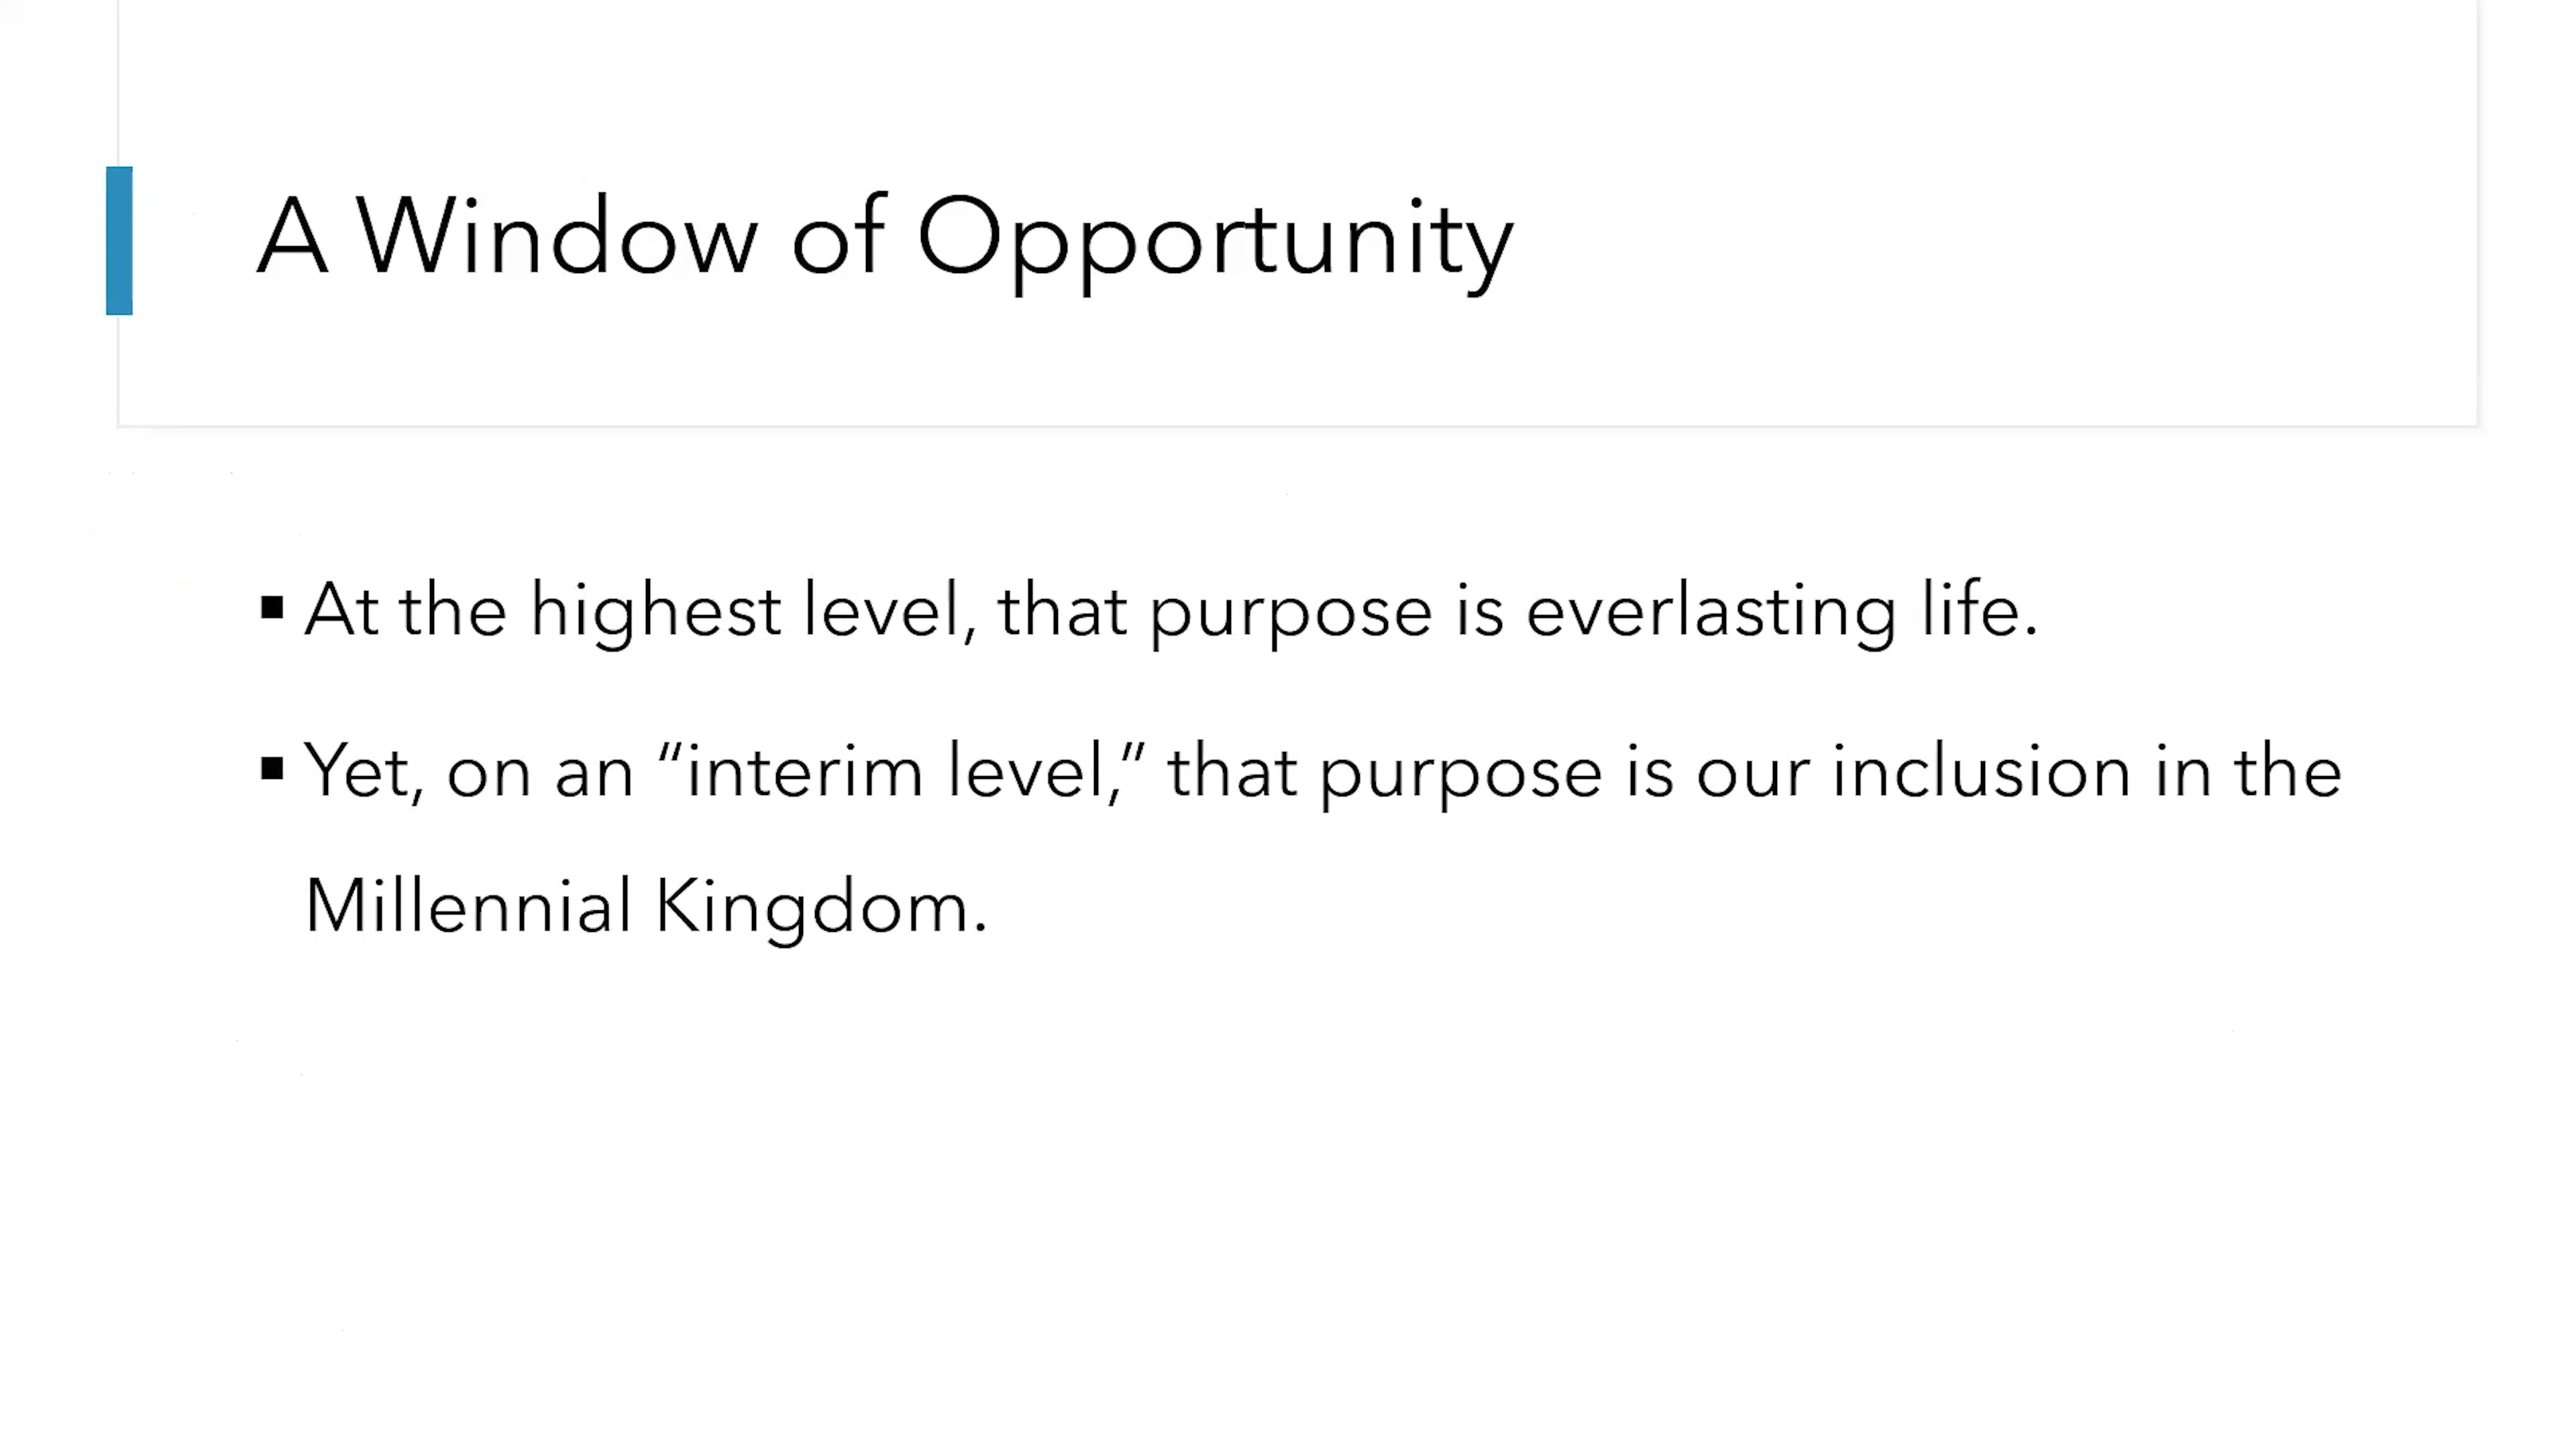 A Window of Opportunity
▪ At the highest level, that purpose is everlasting life.
▪ Yet, on an “interim level,” that purpose is our inclusion in the
Millennial Kingdom.